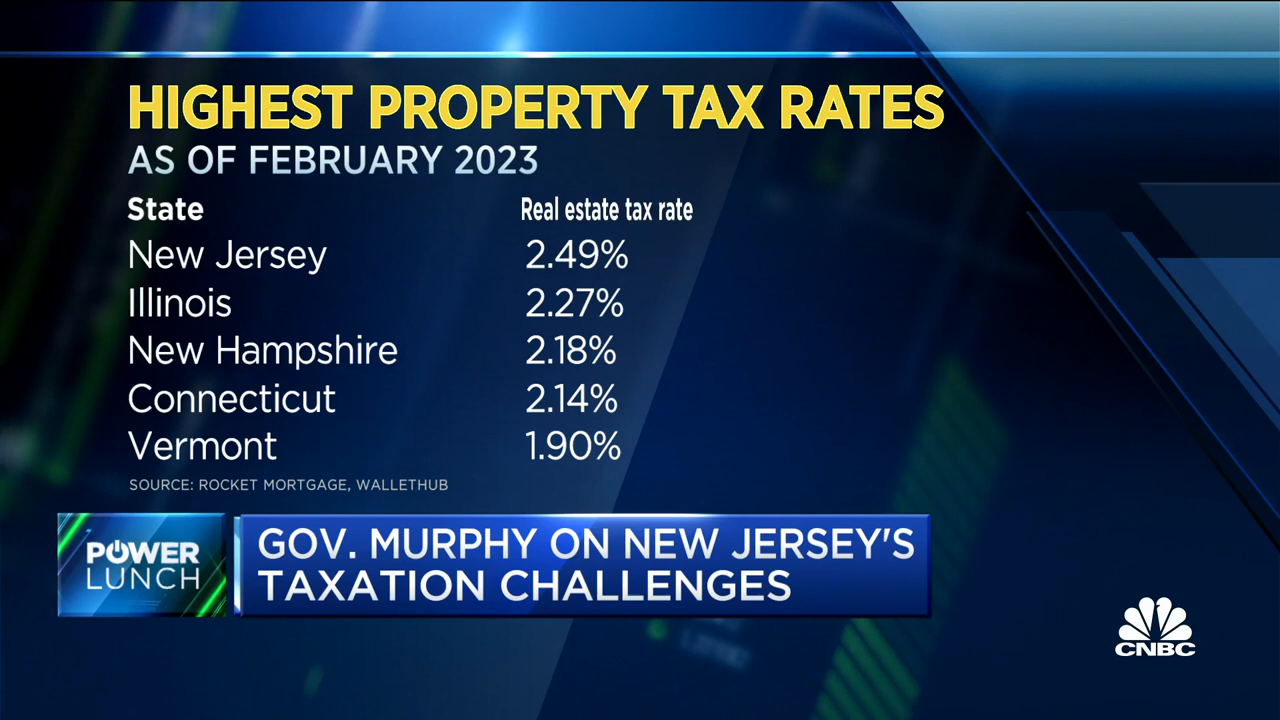 HIGHEST PROPERTY TAX RATES
AS OF FEBRUARY 2023
State Real estate tax rate
New Jersey 2.49%
Illinois 2.27%
New Hampshire 2.18%
Connecticut 2.14%
Vermont 1.90%
SOURCE: ROCKET MORTGAGE, WALLETHUB
POWER
LUNCH
GOV. MURPHY ON NEW JERSEY'S
TAXATION CHALLENGES
CNBC